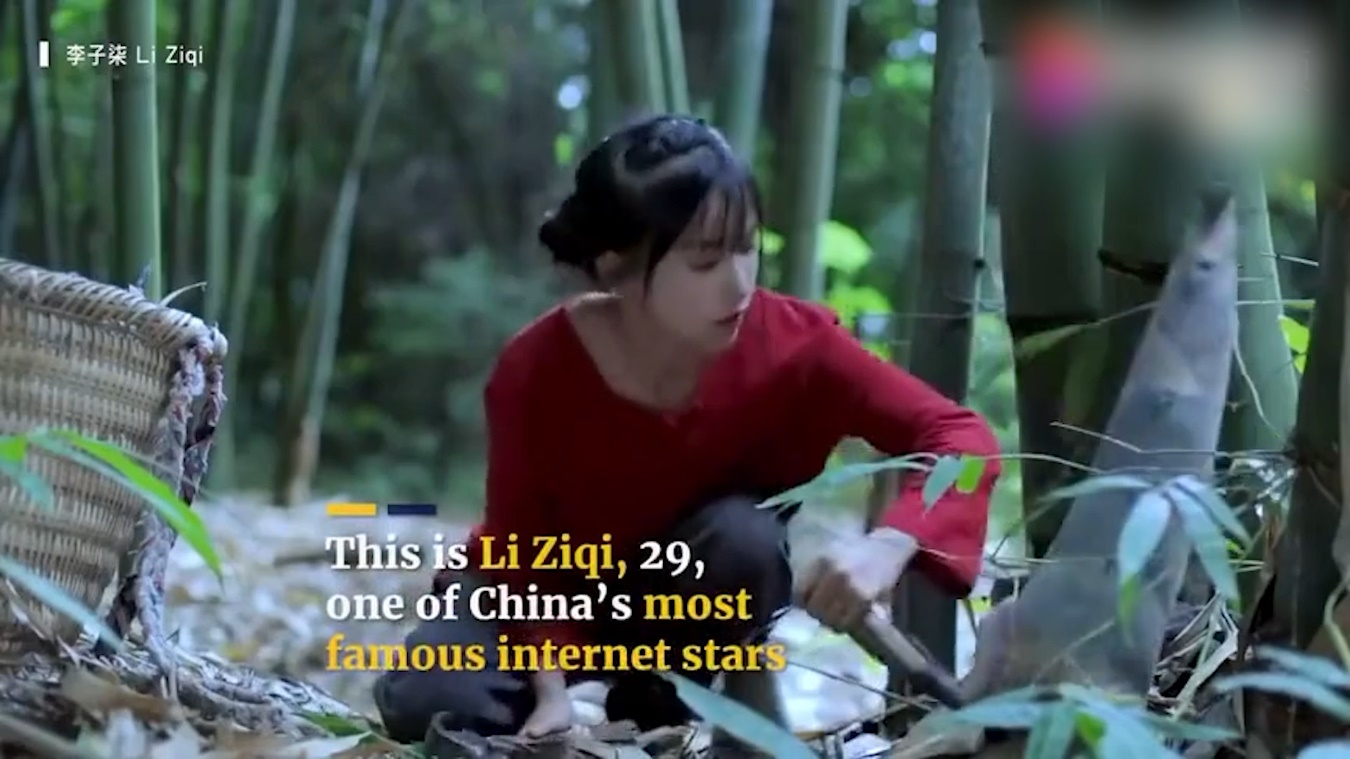 李子柒 Li Ziqi
This is Li Ziqi, 29,
one of China’s most
famous internet stars